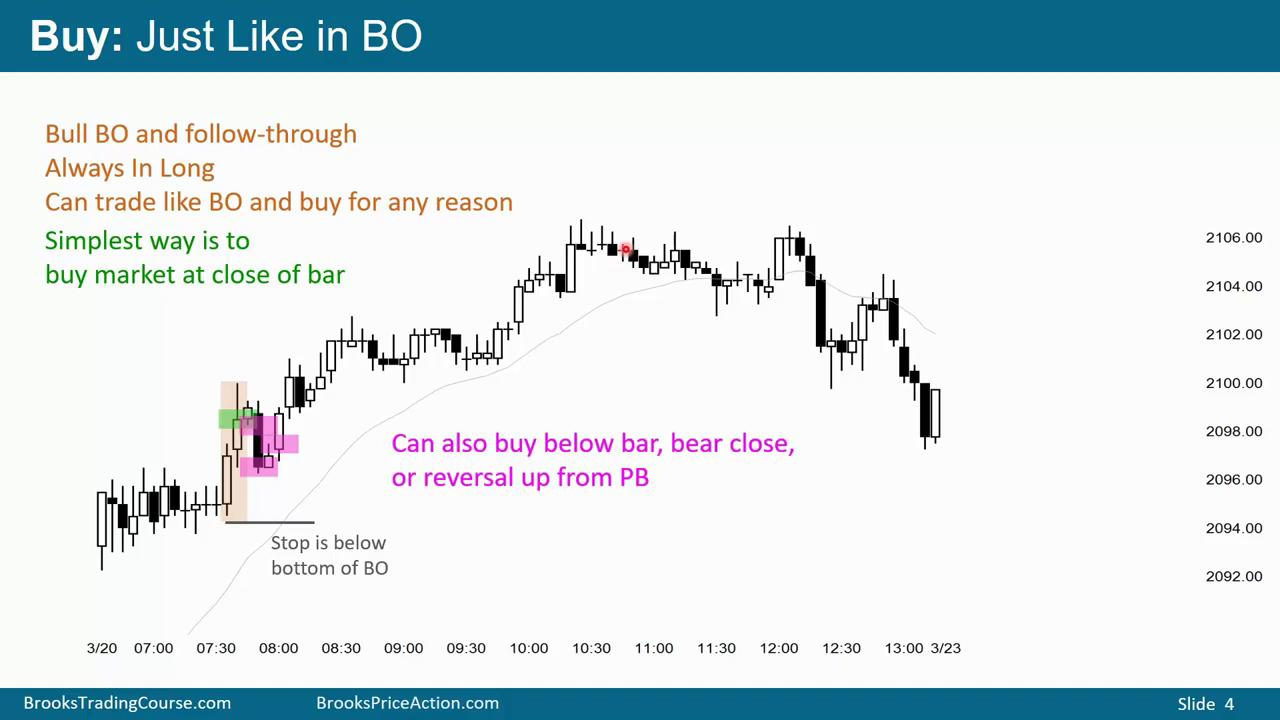 Buy: Just Like in BO
Bull BO and follow-through
Always In Long
Can trade like BO and buy for any reason
Simplest way is to
buy market at close of bar
2106.00
2104.00
2102.00
2100.00
2098.00
2096.00
2094.00
2092.00
Can also buy below bar, bear close,
or reversal up from PB
Stop is below
bottom of BO
3/20 07:00 07:30 08:00 08:30 09:00 09:30 10:00 10:30 11:00 11:30 12:00 12:30 13:00 3/23
BrooksTradingCourse.com BrooksPriceAction.com Slide 4